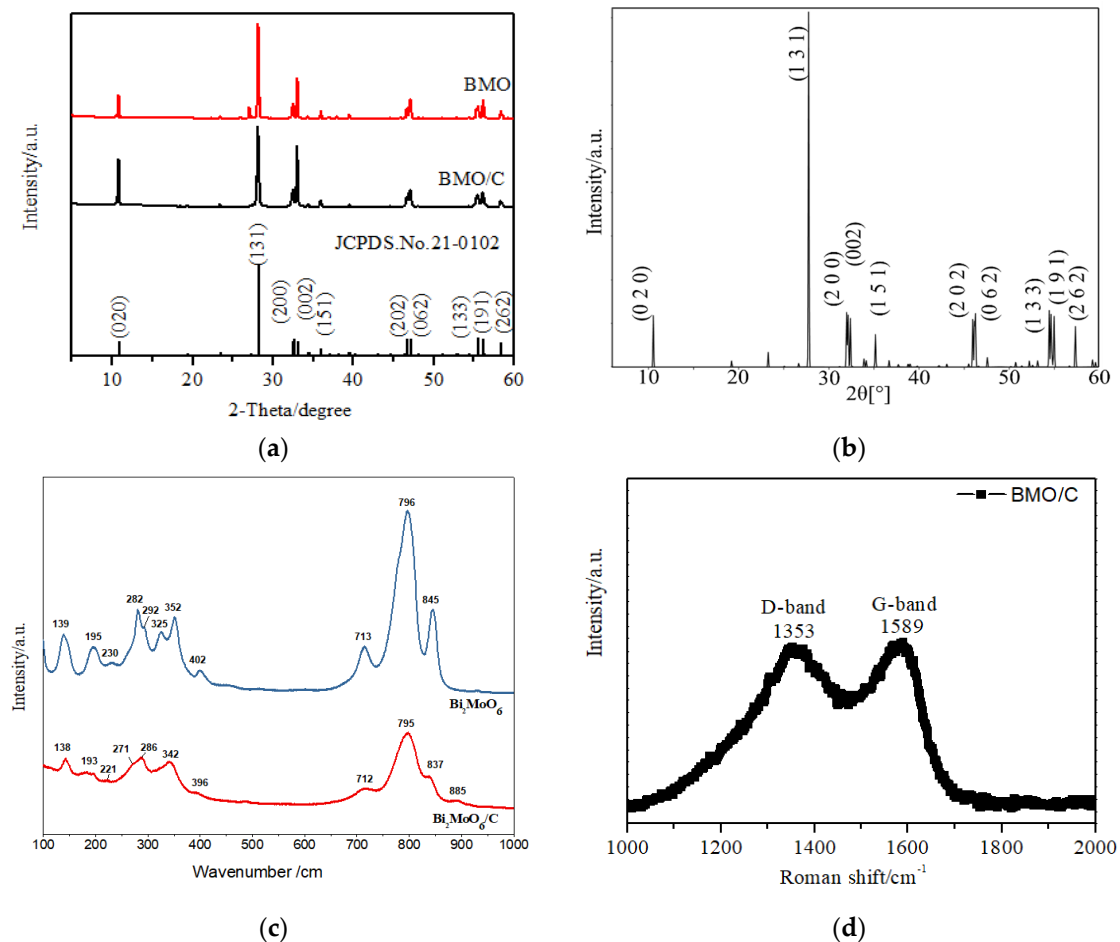 Intensity/a.u.
BMO
BMO/C
JCPDS.No.21-0102
(020)
(131)
(200)
(002)
(151)
(202)
(062)
(133)
(191)
(262)
10 20 30 40 50 60
2-Theta/degree
(a)
Intensity/a.u.
(0 2 0)
(1 3 1)
(2 0 0)
(002)
(1 5 1)
(2 0 2)
(0 6 2)
(1 3 3)
(1 9 1)
(2 6 2)
10 20 30 40 50 60
2θ[°]
(b)
Intensity/a.u.
139
195
230
282
292
325
352
402
713
796
845
Bi2MoO6
138
193
221
271
286
342
396
712
795
837
885
Bi2MoO6/C
100 200 300 400 500 600 700 800 900 1000
Wavenumber /cm
(c)
Intensity/a.u.
BMO/C
D-band
1353
G-band
1589
1000 1200 1400 1600 1800 2000
Roman shift/cm-1
(d)